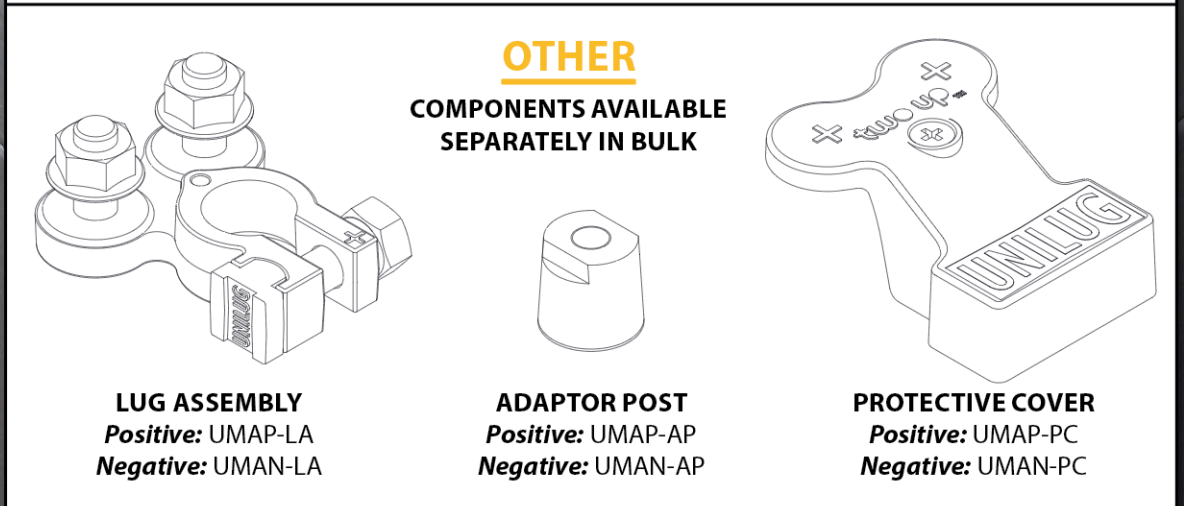 OTHER
COMPONENTS AVAILABLE
SEPARATELY IN BULK
UNILUG
+
two up™
UNILUG
LUG ASSEMBLY
Positive: UMAP-LA
Negative: UMAN-LA
ADAPTOR POST
Positive: UMAP-AP
Negative: UMAN-AP
PROTECTIVE COVER
Positive: UMAP-PC
Negative: UMAN-PC